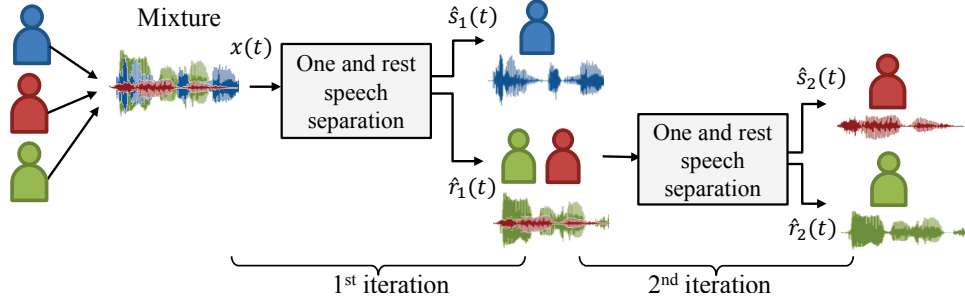 Mixture
x(t)
One and rest
speech
separation
ŝ₁(t)
r̂₁(t)
One and rest
speech
separation
ŝ₂(t)
r̂₂(t)
1st iteration
2nd iteration